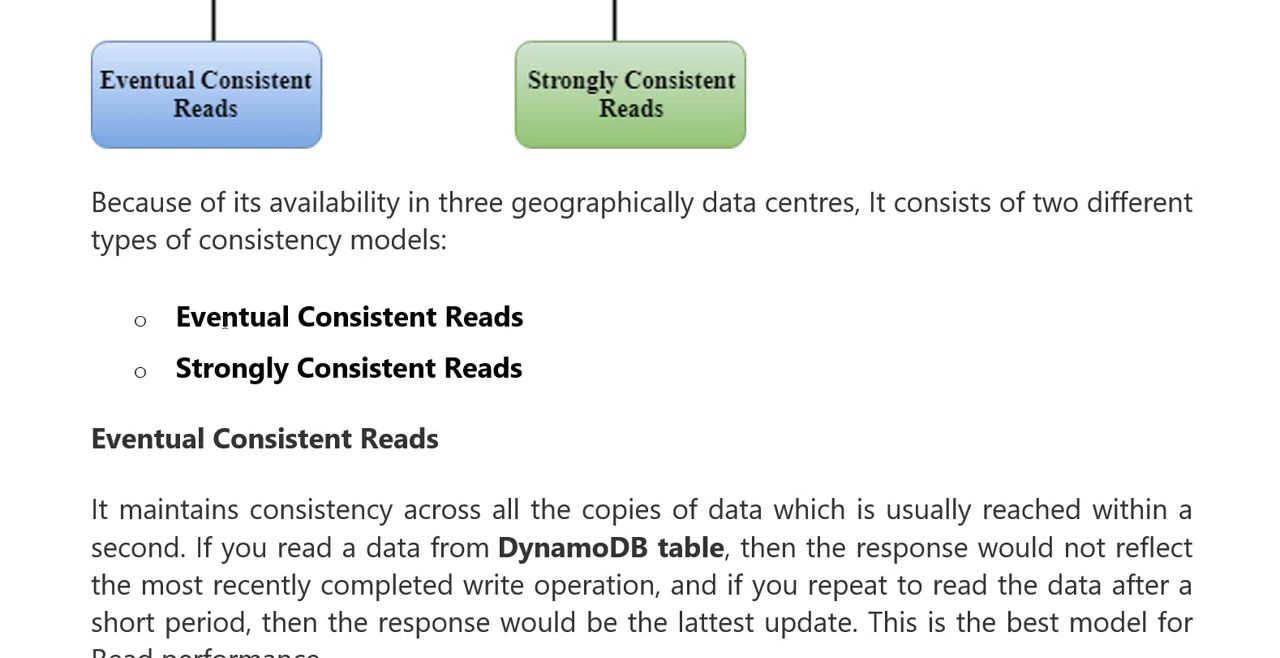 Eventual Consistent
Reads
Strongly Consistent
Reads
Because of its availability in three geographically data centres, It consists of two different
types of consistency models:
o Eventual Consistent Reads
o Strongly Consistent Reads
Eventual Consistent Reads
It maintains consistency across all the copies of data which is usually reached within a
second. If you read a data from DynamoDB table, then the response would not reflect
the most recently completed write operation, and if you repeat to read the data after a
short period, then the response would be the lattest update. This is the best model for
Read performance.